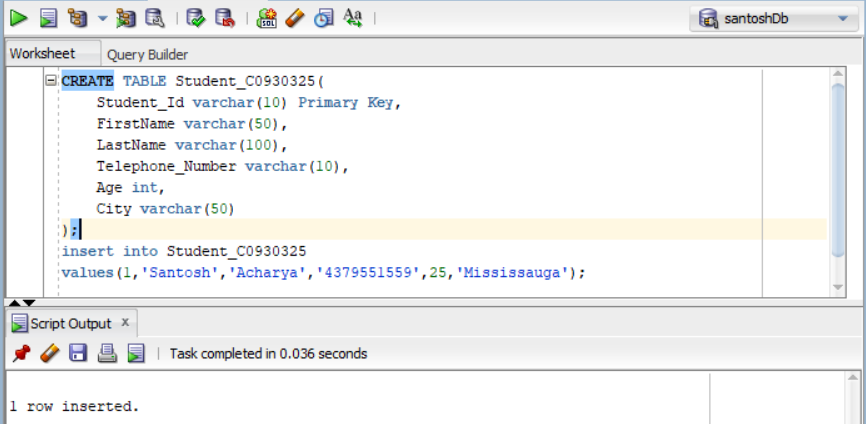 SQL
Aa
santoshDb
Worksheet
Query Builder
CREATE TABLE Student_C0930325(
Student_Id varchar(10) Primary Key,
FirstName varchar(50),
LastName varchar(100),
Telephone_Number varchar(10),
Age int,
City varchar(50)
);
insert into Student_C0930325
values(1,'Santosh','Acharya','4379551559',25,'Mississauga');
Script Output x
Task completed in 0.036 seconds
1 row inserted.